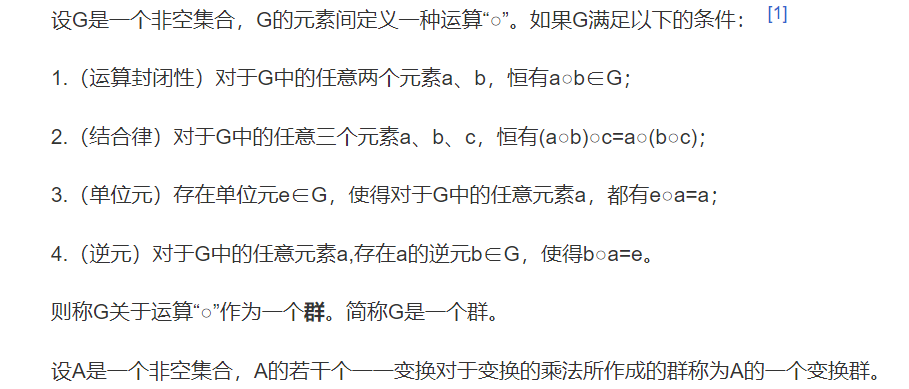 设G是一个非空集合，G的元素间定义一种运算“○”。如果G满足以下的条件： [1]
1.（运算封闭性）对于G中的任意两个元素a、b，恒有a○b∈G；
2.（结合律）对于G中的任意三个元素a、b、c，恒有(a○b)○c=a○(b○c)；
3.（单位元）存在单位元e∈G，使得对于G中的任意元素a，都有e○a=a；
4.（逆元）对于G中的任意元素a,存在a的逆元b∈G，使得b○a=e。
则称G关于运算“○”作为一个群。简称G是一个群。
设A是一个非空集合，A的若干个一一变换对于变换的乘法所作成的群称为A的一个变换群。